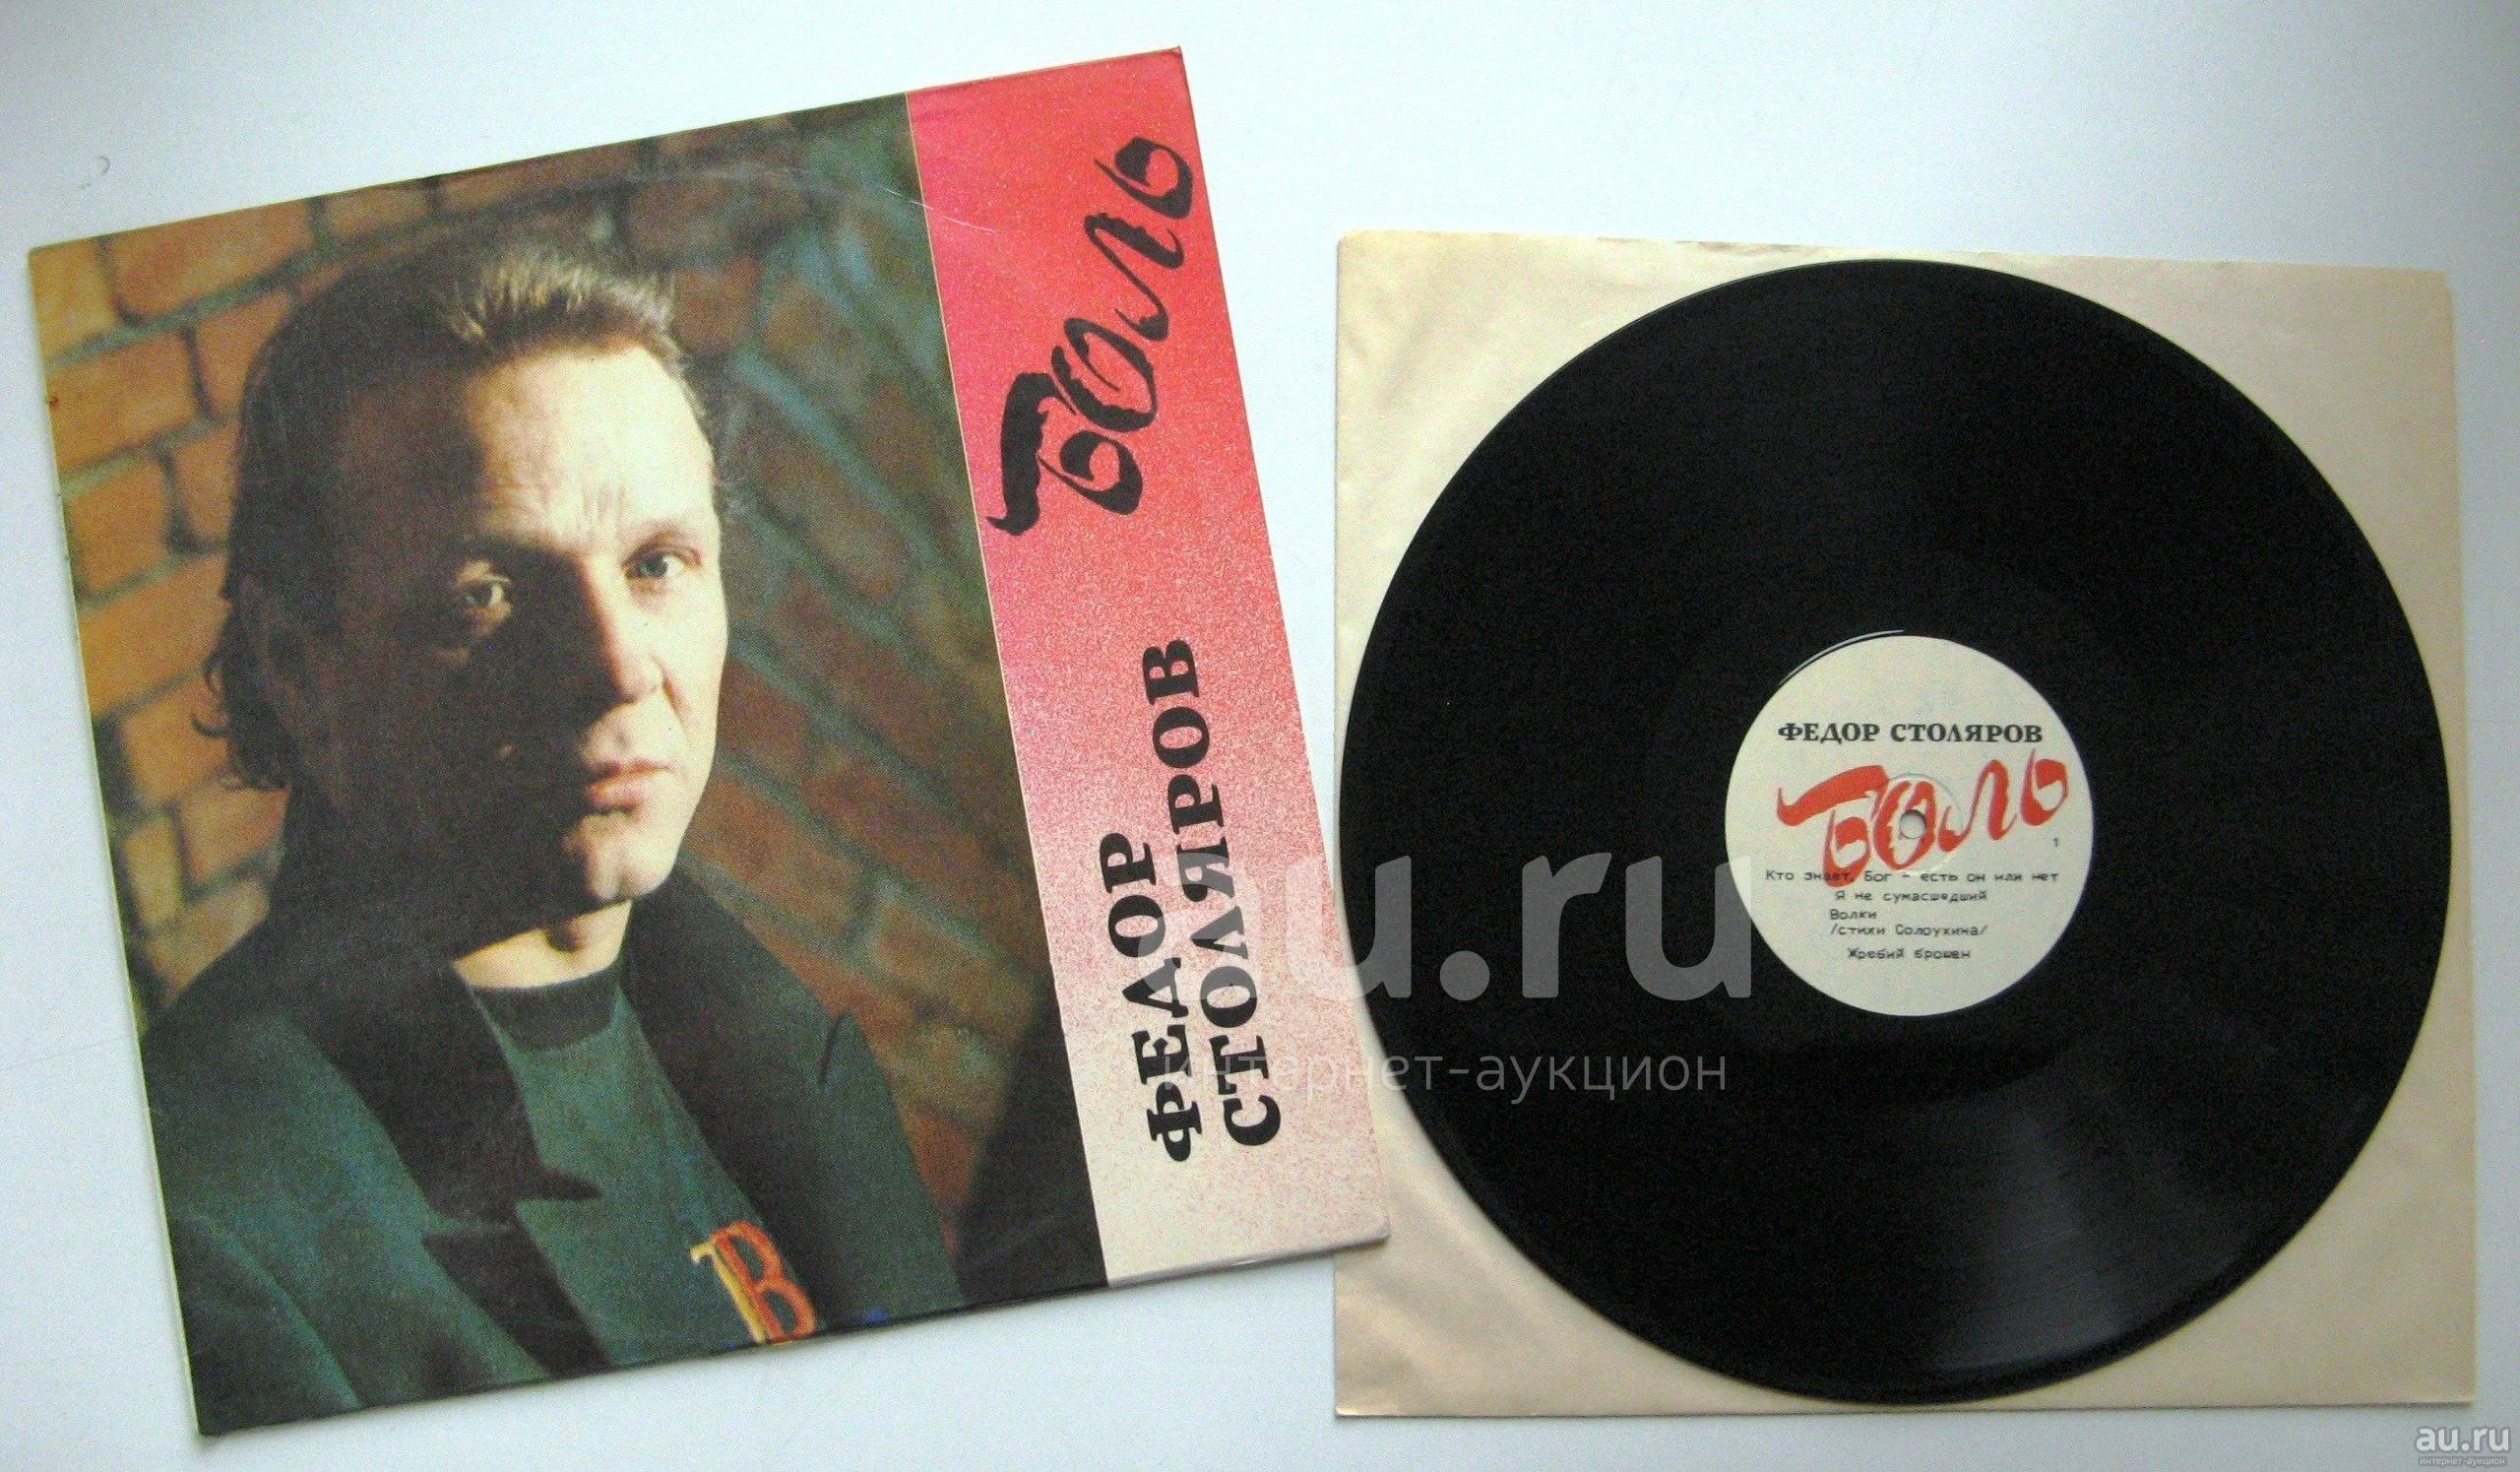 Боль
ФЕДОР
СТОЛЯРОВ
В
ФЕДОР СТОЛЯРОВ
Боль
1
Кто знает, Бог - есть он или нет
Я не сумасшедший
Волки
/стихи Солоухина/
Жребий брошен
au.ru
интернет-аукцион
au.ru
интернет-аукцион